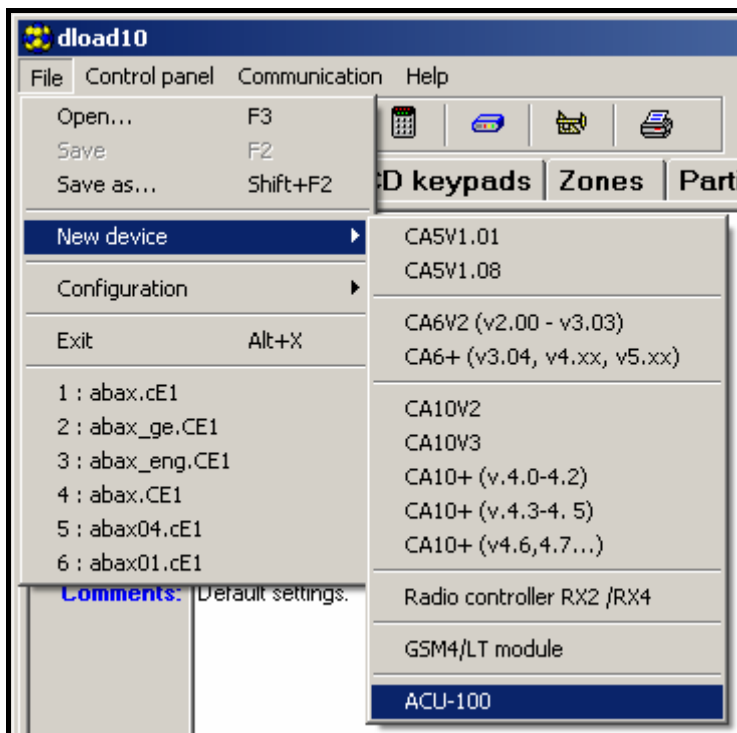 dload10
File Control panel Communication Help
Open... F3
Save F2
Save as... Shift+F2
New device
Configuration
Exit Alt+X
1 : abax.cE1
2 : abax_ge.CE1
3 : abax_eng.CE1
4 : abax.CE1
5 : abax04.cE1
6 : abax01.cE1
CD keypads Zones Parti
CA5V1.01
CA5V1.08
CA6V2 (v2.00 - v3.03)
CA6+ (v3.04, v4.xx, v5.xx)
CA10V2
CA10V3
CA10+ (v.4.0-4.2)
CA10+ (v.4.3-4. 5)
CA10+ (v4.6,4.7...)
Radio controller RX2 /RX4
GSM4/LT module
ACU-100
Comments: Default settings.